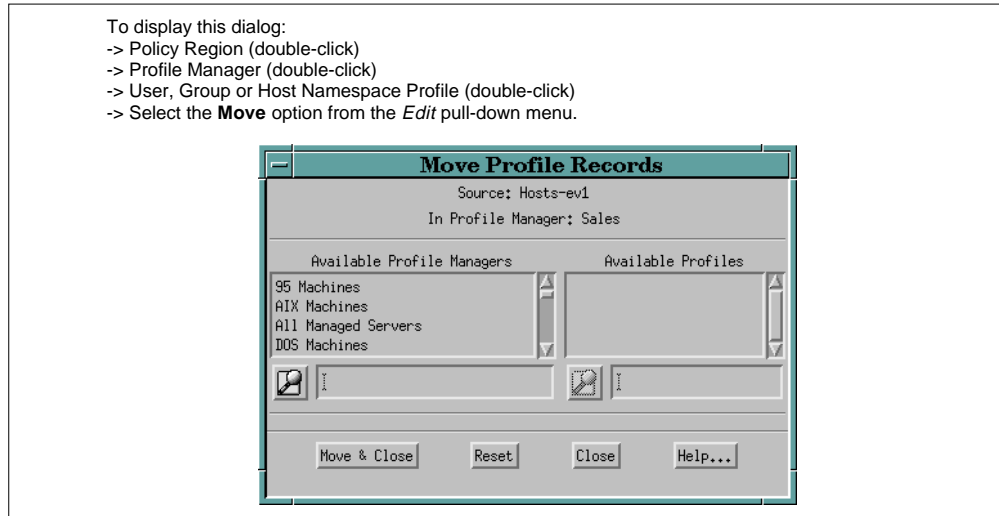 To display this dialog:
-> Policy Region (double-click)
-> Profile Manager (double-click)
-> User, Group or Host Namespace Profile (double-click)
-> Select the Move option from the Edit pull-down menu.
Move Profile Records
Source: Hosts-ev1
In Profile Manager: Sales
Available Profile Managers
Available Profiles
95 Machines
AIX Machines
All Managed Servers
DOS Machines
Move & Close
Reset
Close
Help...